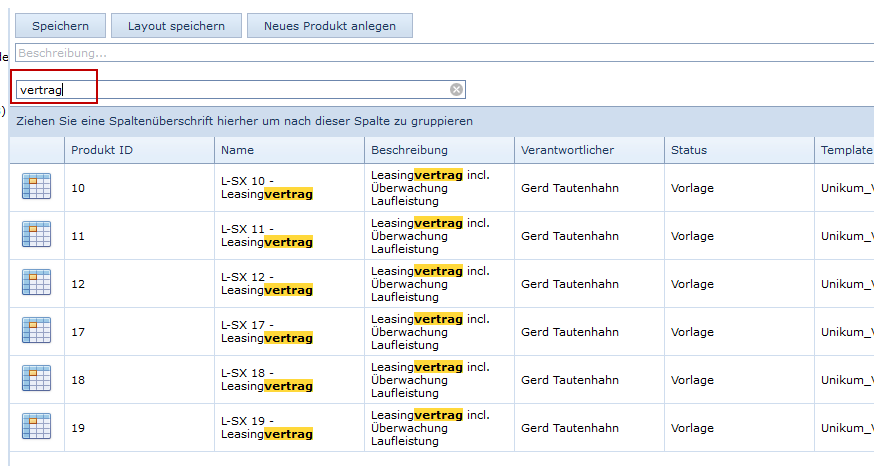 Speichern Layout speichern Neues Produkt anlegen
Beschreibung...
vertrag
Ziehen Sie eine Spaltenüberschrift hierher um nach dieser Spalte zu gruppieren
Produkt ID Name Beschreibung Verantwortlicher Status Template
10 L-SX 10 - Leasingvertrag Leasingvertrag incl. Überwachung Laufleistung Gerd Tautenhahn Vorlage Unikum_V
11 L-SX 11 - Leasingvertrag Leasingvertrag incl. Überwachung Laufleistung Gerd Tautenhahn Vorlage Unikum_V
12 L-SX 12 - Leasingvertrag Leasingvertrag incl. Überwachung Laufleistung Gerd Tautenhahn Vorlage Unikum_V
17 L-SX 17 - Leasingvertrag Leasingvertrag incl. Überwachung Laufleistung Gerd Tautenhahn Vorlage Unikum_V
18 L-SX 18 - Leasingvertrag Leasingvertrag incl. Überwachung Laufleistung Gerd Tautenhahn Vorlage Unikum_V
19 L-SX 19 - Leasingvertrag Leasingvertrag incl. Überwachung Laufleistung Gerd Tautenhahn Vorlage Unikum_V